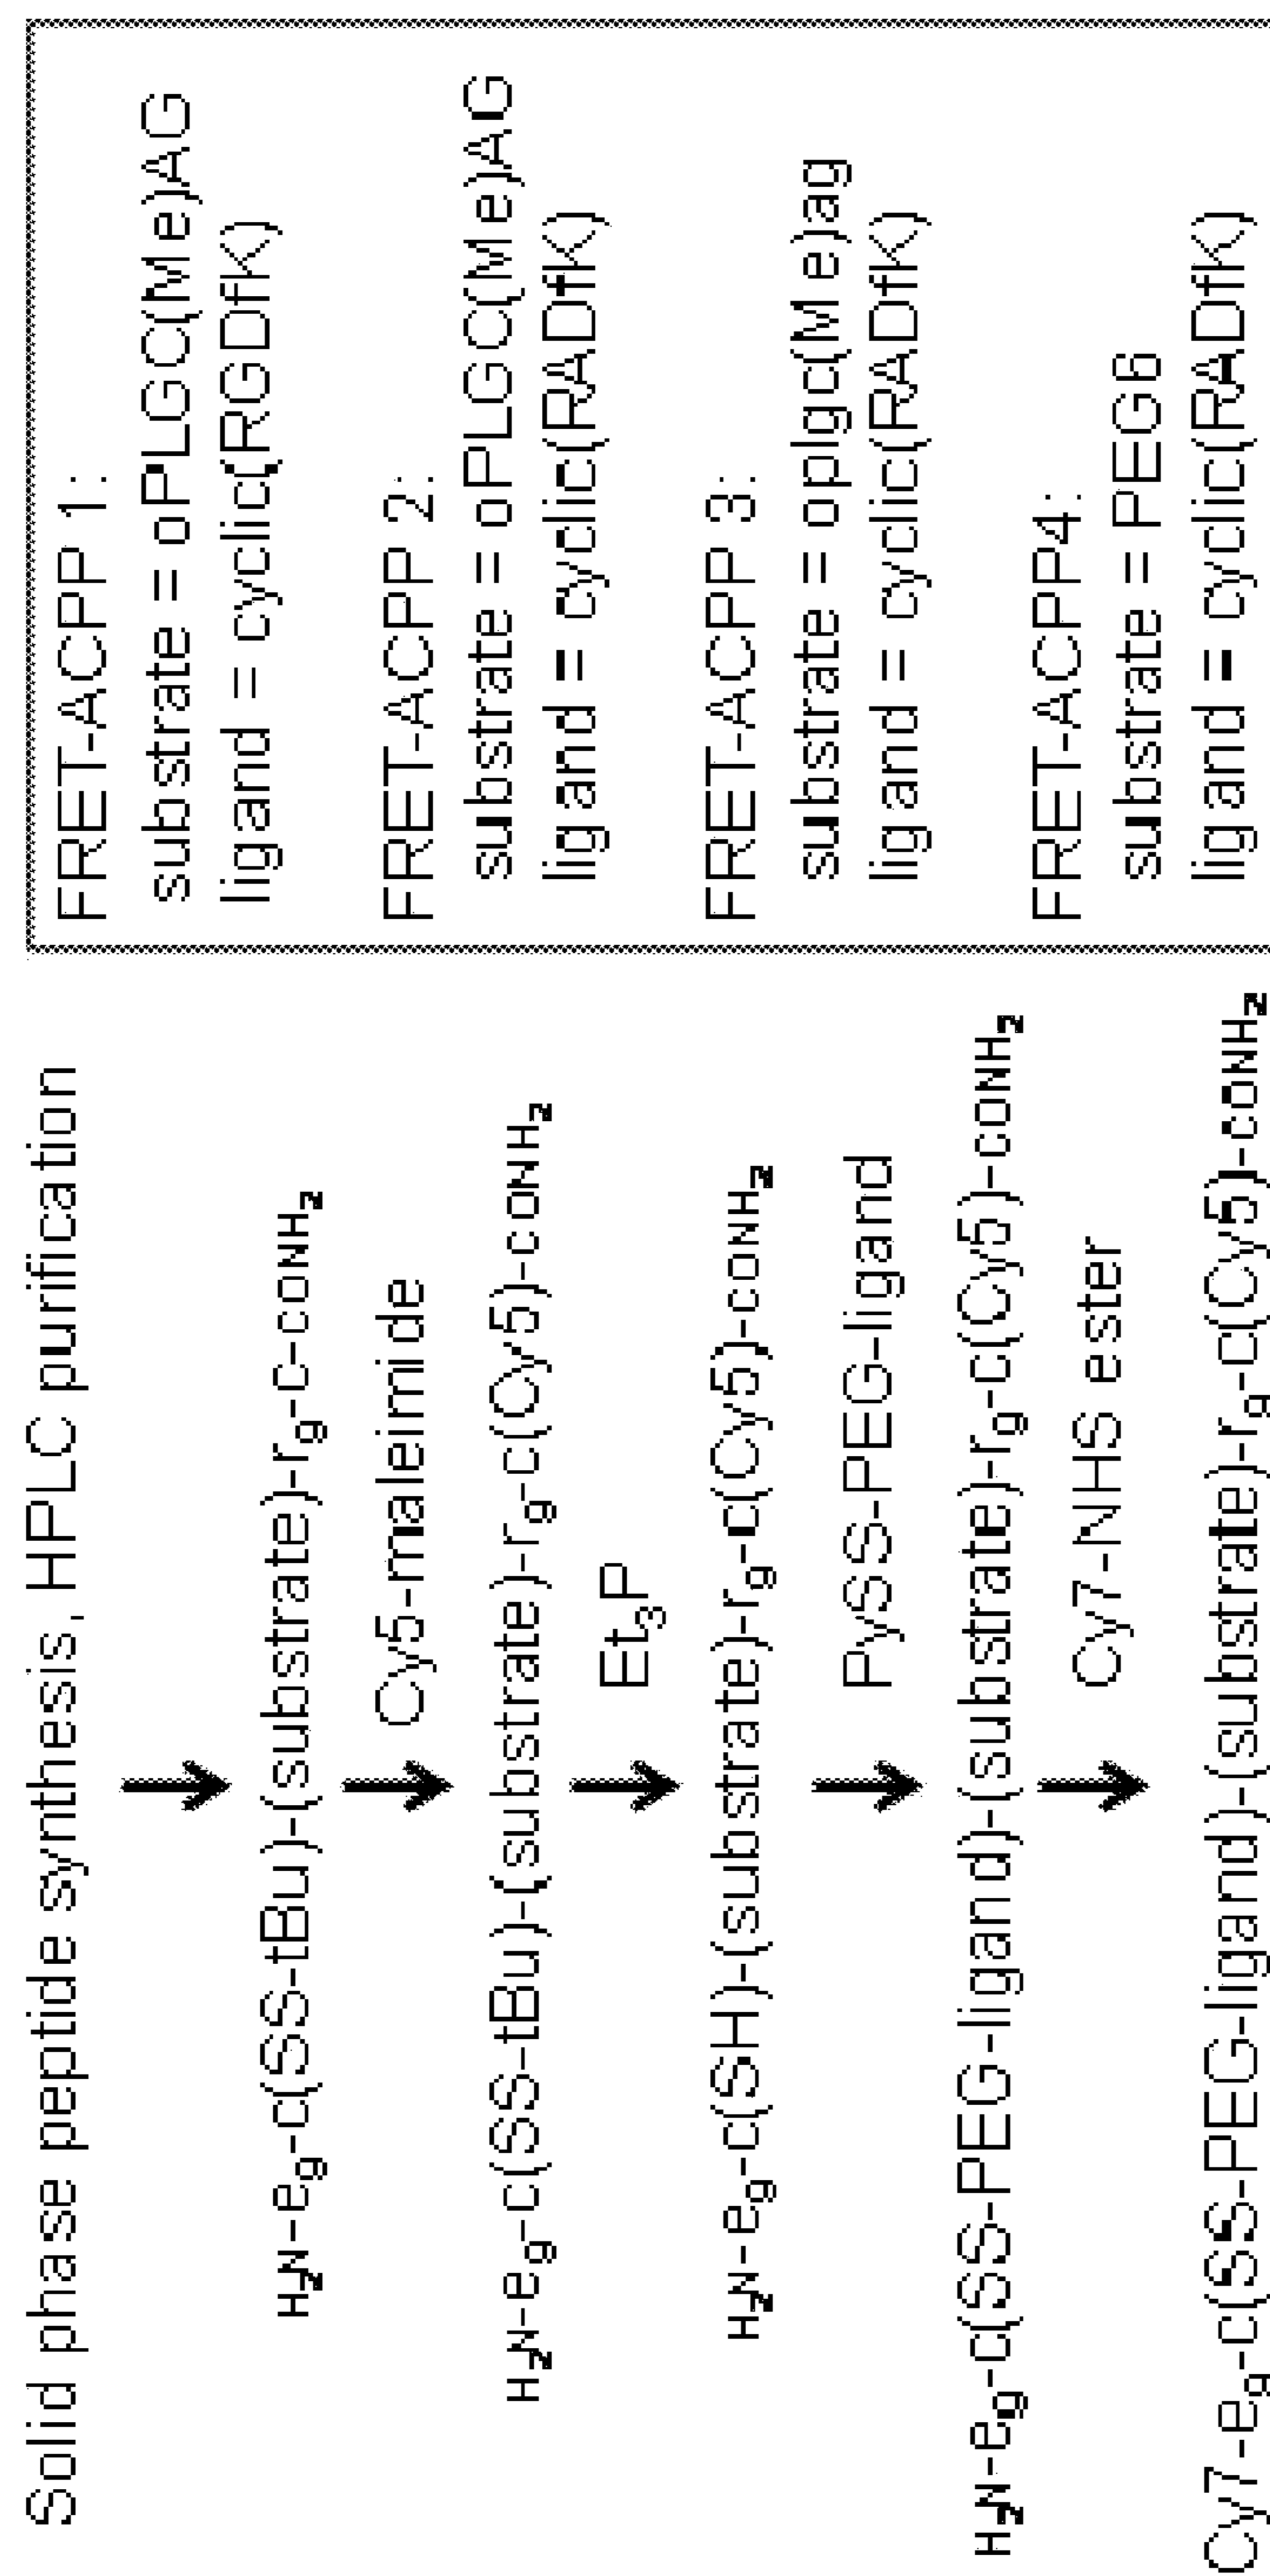 Solid phase peptide synthesis, HPLC purification
H₂N-e₉-c(SS-tBu)-(substrate)-r₉-c-CONH₂
Cy5-maleimide
H₂N-e₉-c(SS-tBu)-(substrate)-r₉-c(Cy5)-CONH₂
Et₃P
H₂N-e₉-c(SH)-(substrate)-r₉-c(Cy5)-CONH₂
PySS-PEG-ligand
H₂N-e₉-c(SS-PEG-ligand)-(substrate)-r₉-c(Cy5)-CONH₂
Cy7-NHS ester
Cy7-e₉-c(SS-PEG-ligand)-(substrate)-r₉-c(Cy5)-CONH₂
FRET-ACPP 1:
substrate = oPLGC(Me)AG
ligand = cyclic(RGDfK)
FRET-ACPP 2:
substrate = oPLGC(Me)AG
ligand = cyclic(RADfK)
FRET-ACPP 3:
substrate = oplgc(Me)ag
ligand = cyclic(RADfK)
FRET-ACPP4:
substrate = PEG6
ligand = cyclic(RADfK)